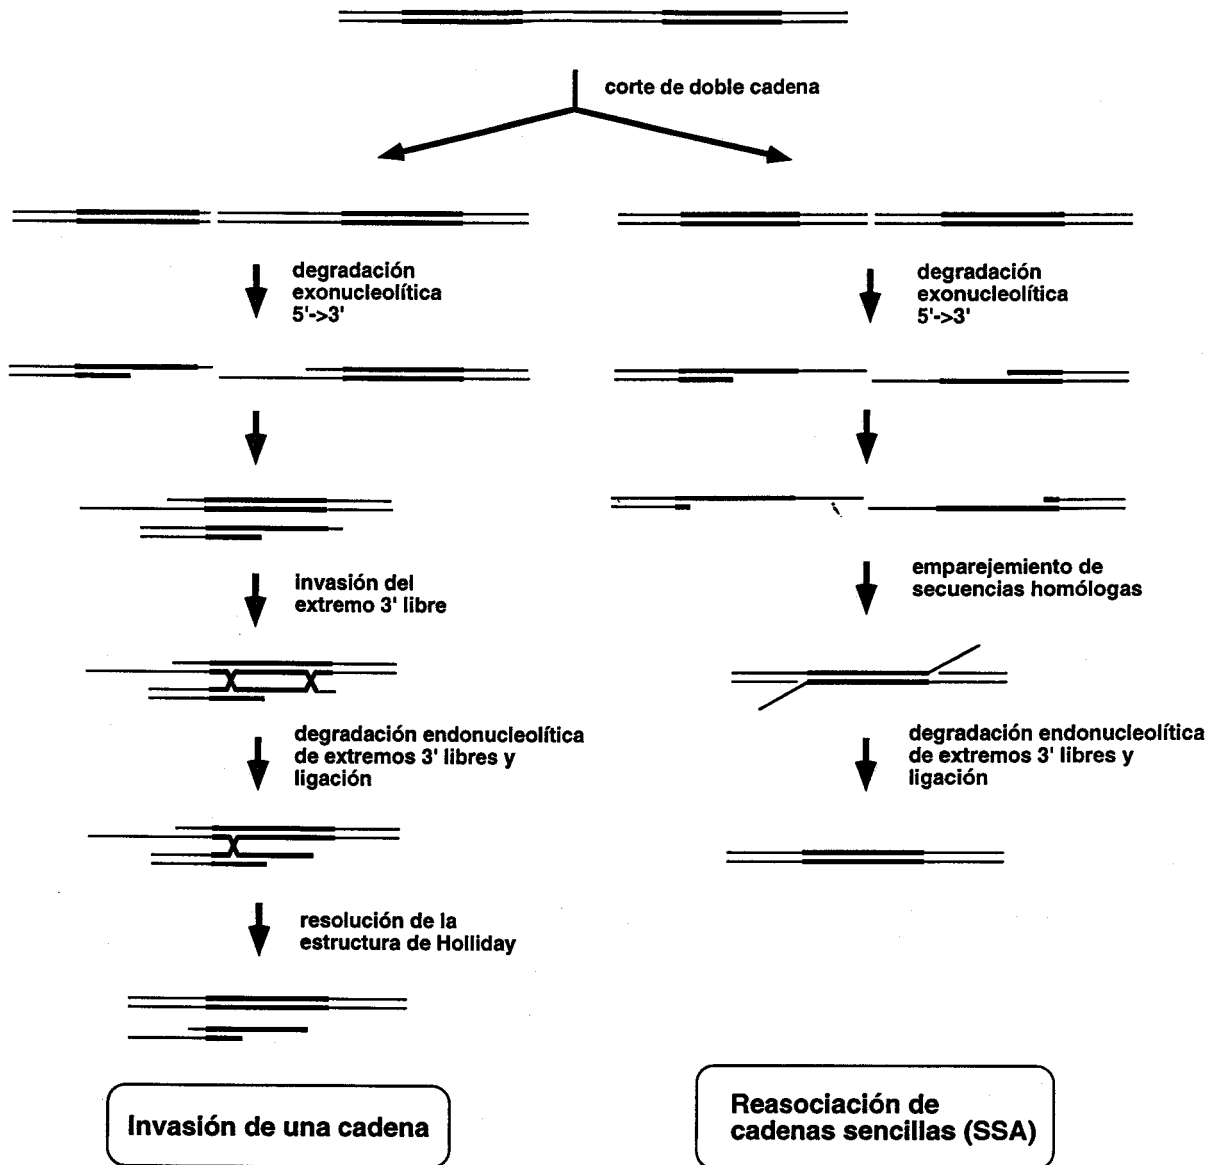 corte de doble cadena
degradación
exonucleolítica
5'->3'
degradación
exonucleolítica
5'->3'
invasión del
extremo 3' libre
emparejemiento de
secuencias homólogas
degradación endonucleolítica
de extremos 3' libres y
ligación
degradación endonucleolítica
de extremos 3' libres y
ligación
resolución de la
estructura de Holliday
Invasión de una cadena
Reasociación de
cadenas sencillas (SSA)